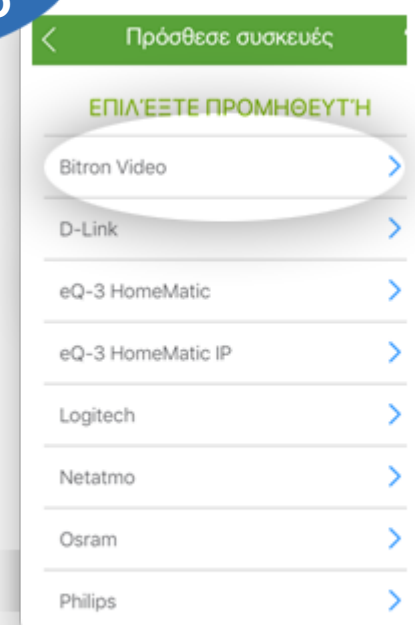 Πρόσθεσε συσκευές
ΕΠΙΛΈΞΤΕ ΠΡΟΜΗΘΕΥΤΉ
Bitron Video
D-Link
eQ-3 HomeMatic
eQ-3 HomeMatic IP
Logitech
Netatmo
Osram
Philips